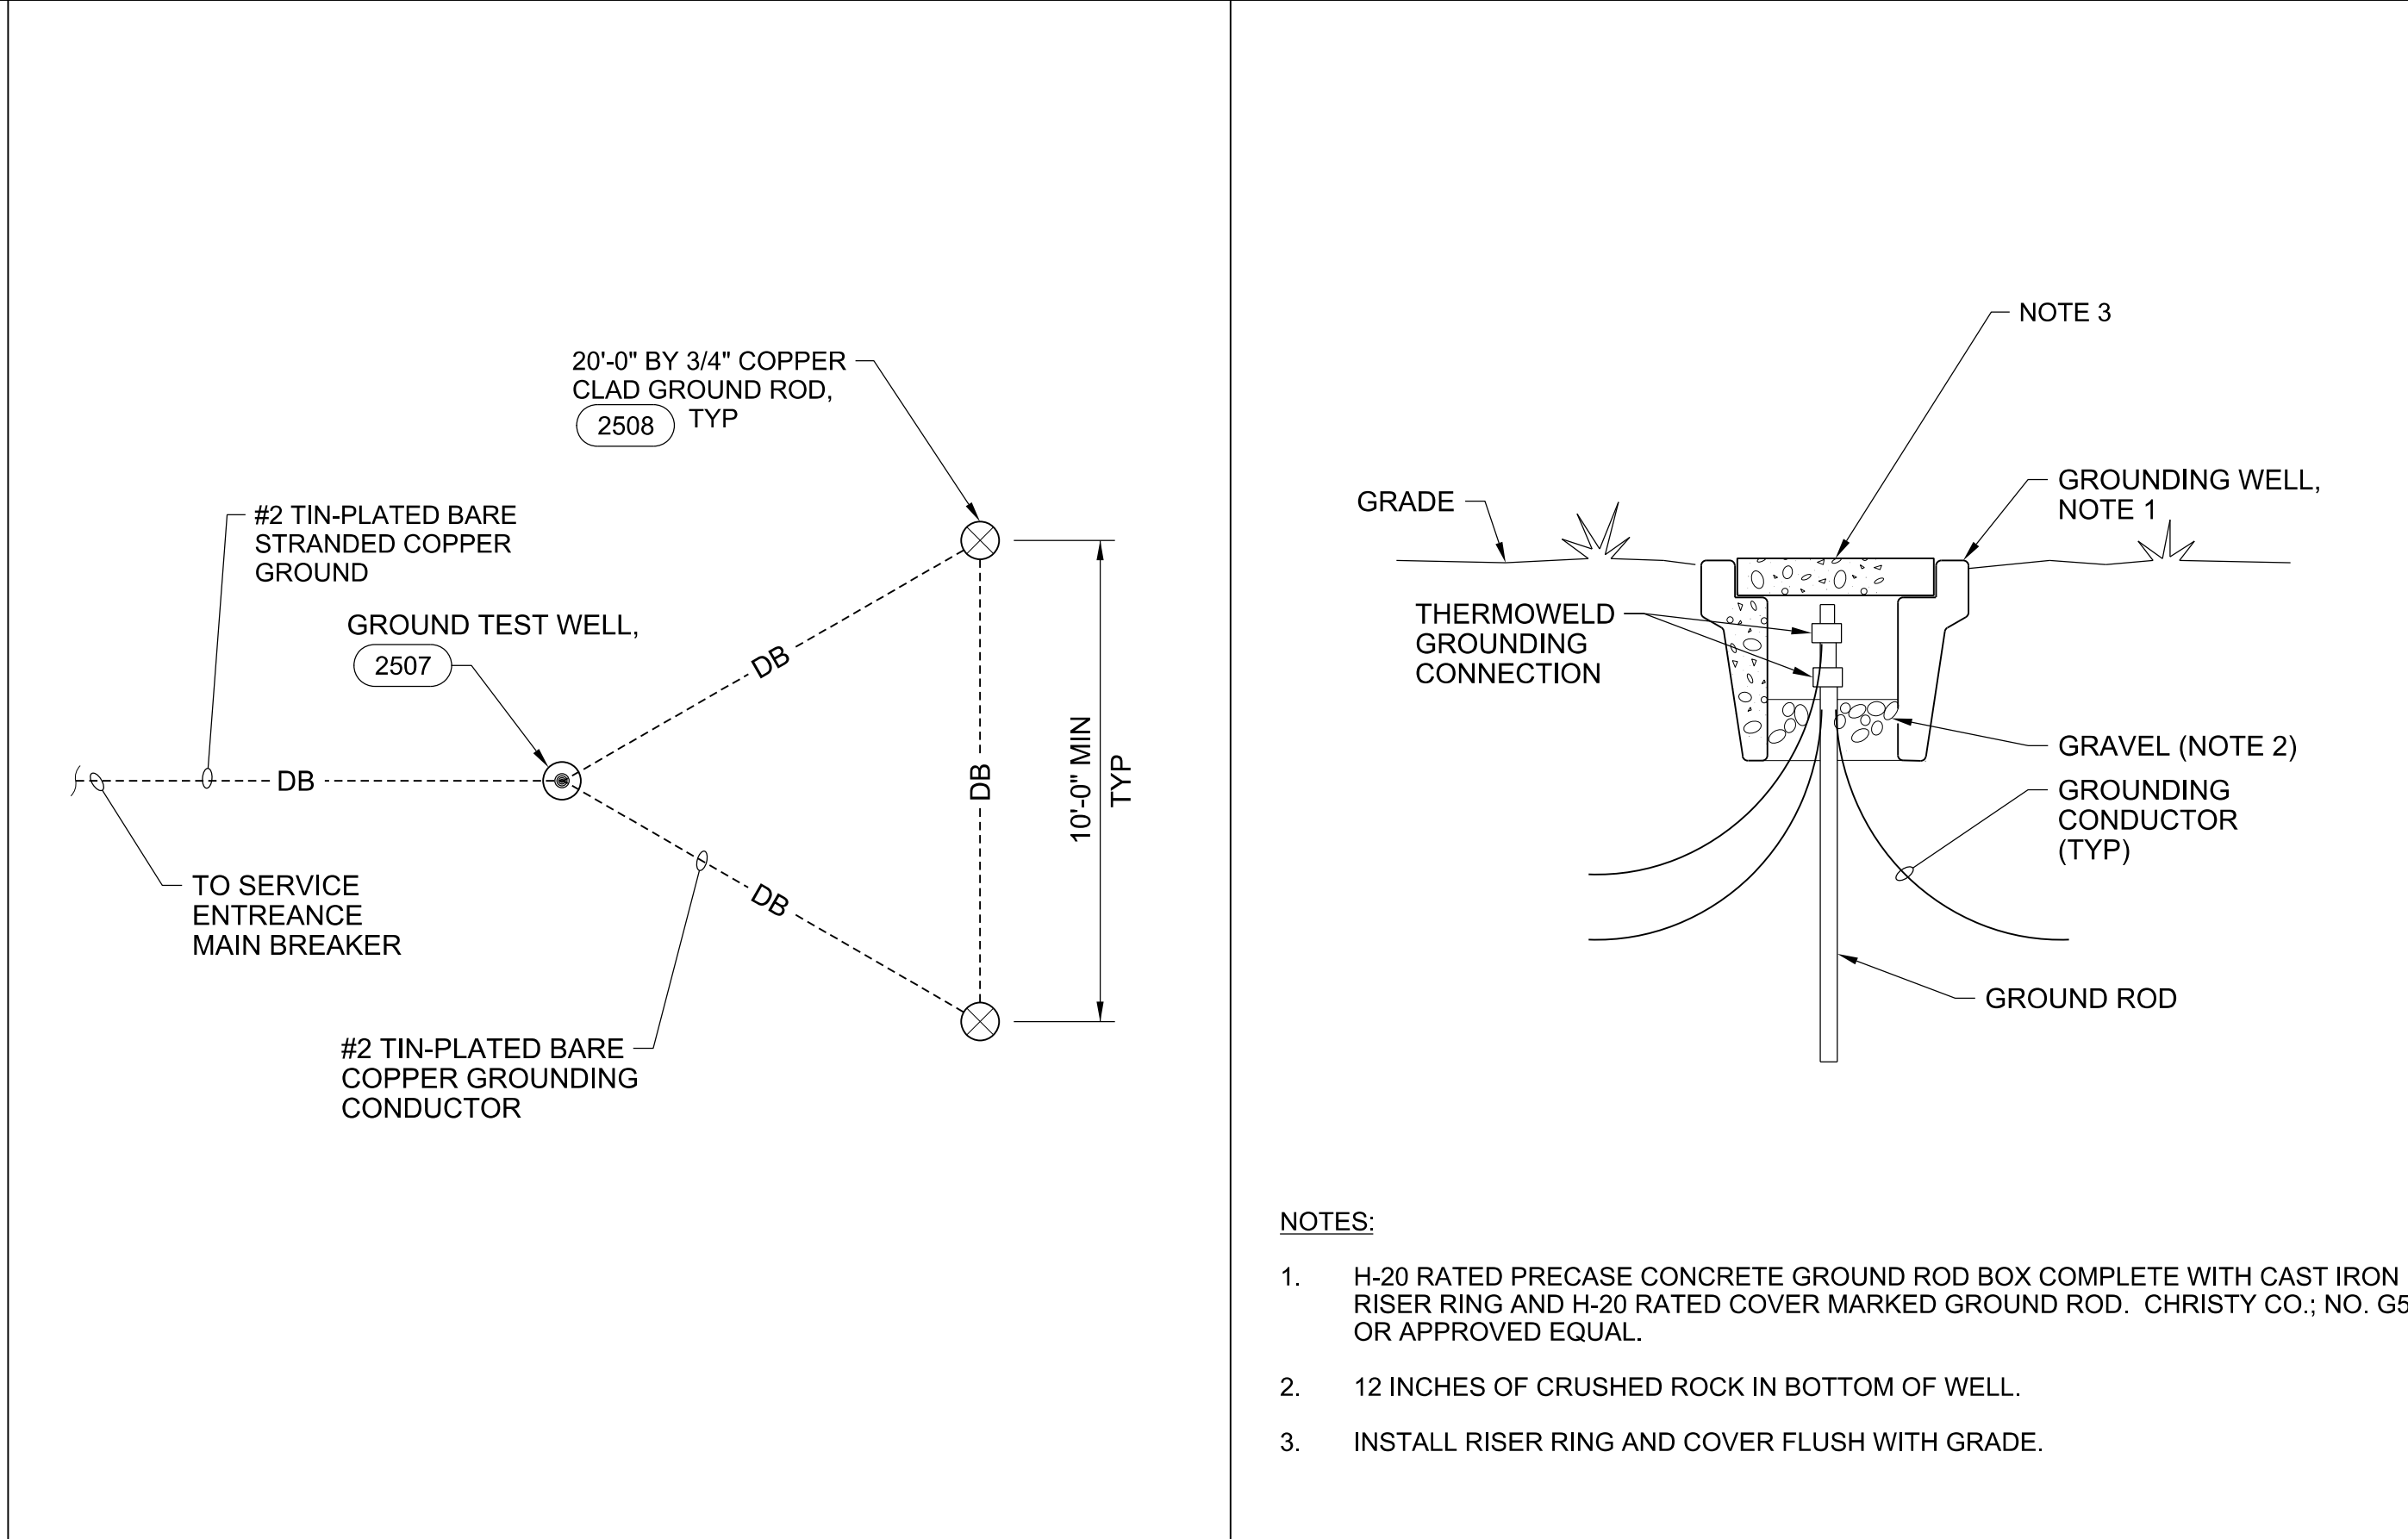 20'-0" BY 3/4" COPPER
CLAD GROUND ROD,
2508 TYP
#2 TIN-PLATED BARE
STRANDED COPPER
GROUND
GROUND TEST WELL,
2507
DB
DB
DB
DB
10'-0" MIN
TYP
TO SERVICE
ENTREANCE
MAIN BREAKER
#2 TIN-PLATED BARE
COPPER GROUNDING
CONDUCTOR
NOTE 3
GRADE
GROUNDING WELL,
NOTE 1
THERMOWELD
GROUNDING
CONNECTION
GRAVEL (NOTE 2)
GROUNDING
CONDUCTOR
(TYP)
GROUND ROD
NOTES:
1. H-20 RATED PRECASE CONCRETE GROUND ROD BOX COMPLETE WITH CAST IRON
RISER RING AND H-20 RATED COVER MARKED GROUND ROD. CHRISTY CO.; NO. G5
OR APPROVED EQUAL.
2. 12 INCHES OF CRUSHED ROCK IN BOTTOM OF WELL.
3. INSTALL RISER RING AND COVER FLUSH WITH GRADE.